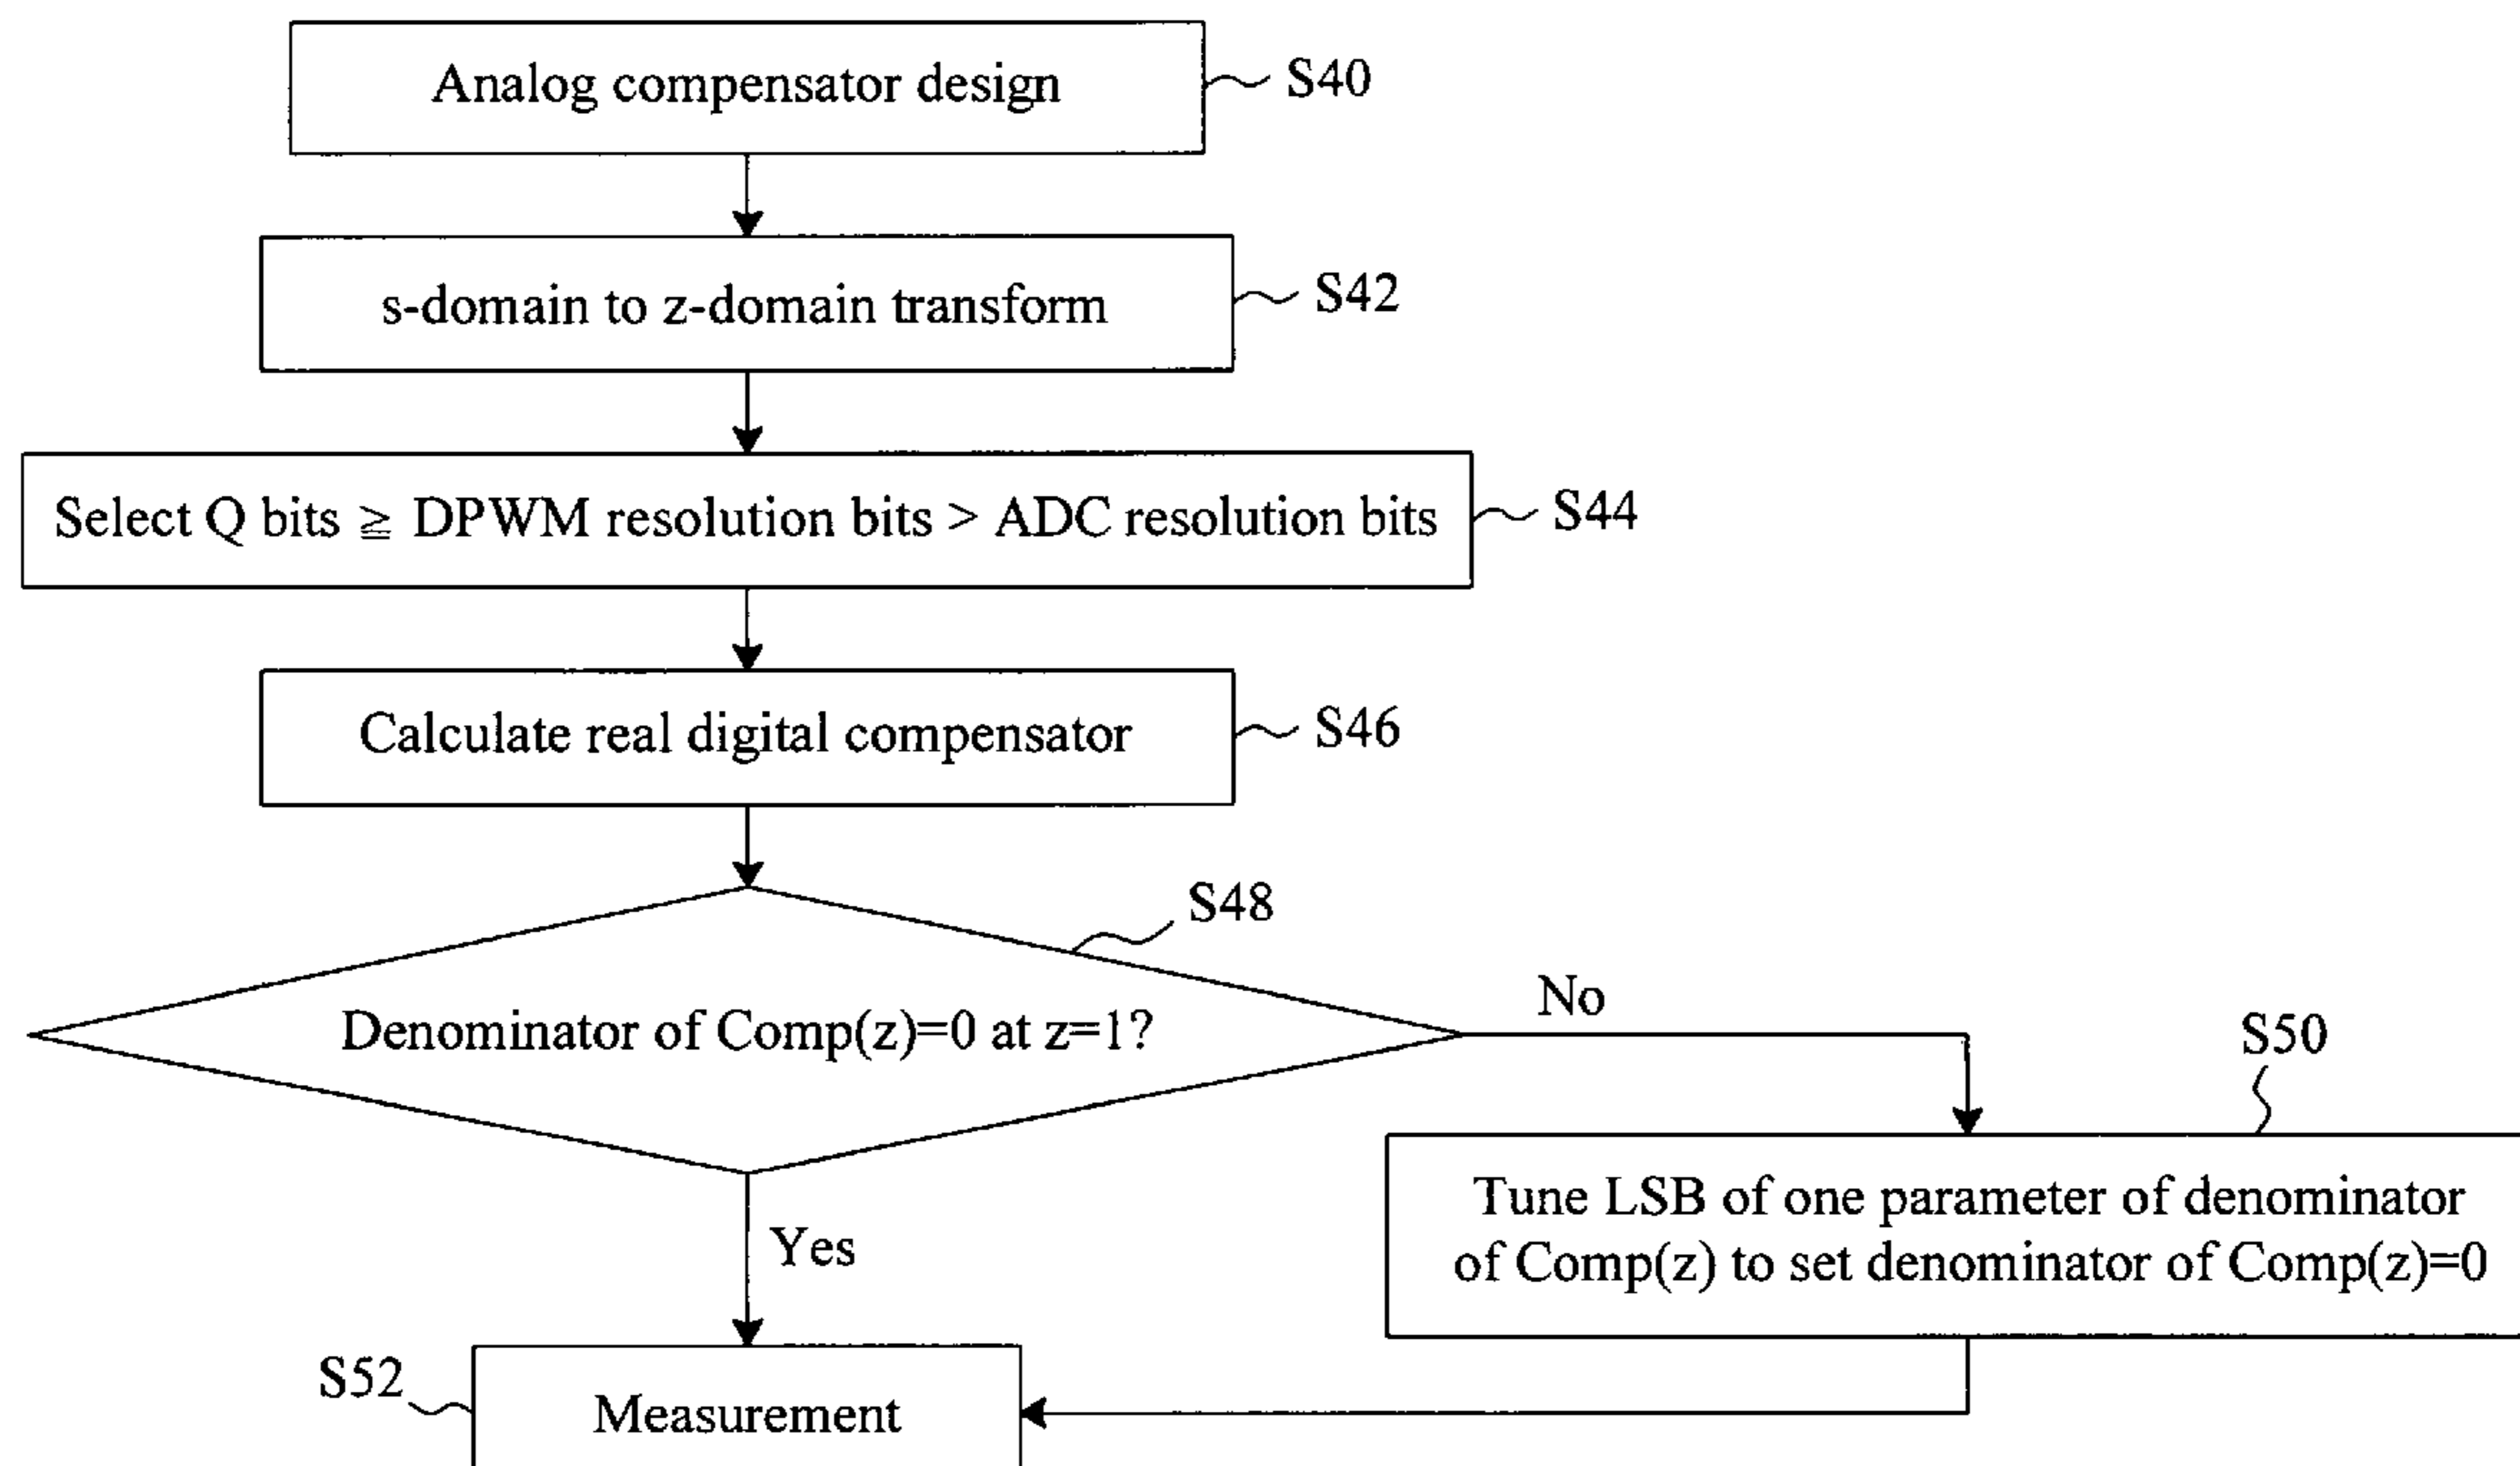 Analog compensator design
S40
s-domain to z-domain transform
S42
Select Q bits ≧ DPWM resolution bits > ADC resolution bits
S44
Calculate real digital compensator
S46
S48
Denominator of Comp(z)=0 at z=1?
No
S50
Tune LSB of one parameter of denominator
of Comp(z) to set denominator of Comp(z)=0
Yes
S52
Measurement